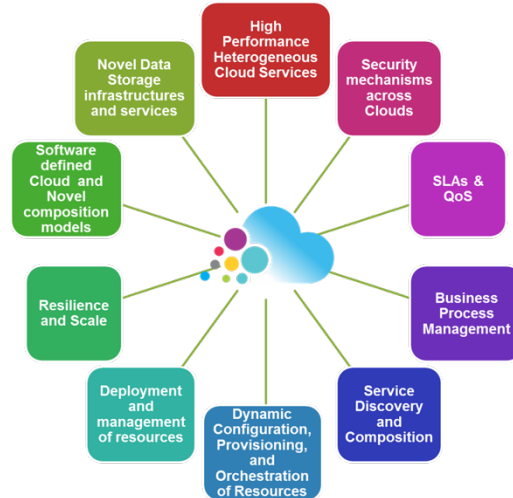 High
Performance
Heterogeneous
Cloud Services
Security
mechanisms
across
Clouds
SLAs &
QoS
Business
Process
Management
Service
Discovery
and
Composition
Dynamic
Configuration,
Provisioning,
and
Orchestration
of Resources
Deployment
and
management
of resources
Resilience
and Scale
Software
defined
Cloud and
Novel
composition
models
Novel Data
Storage
infrastructures
and services